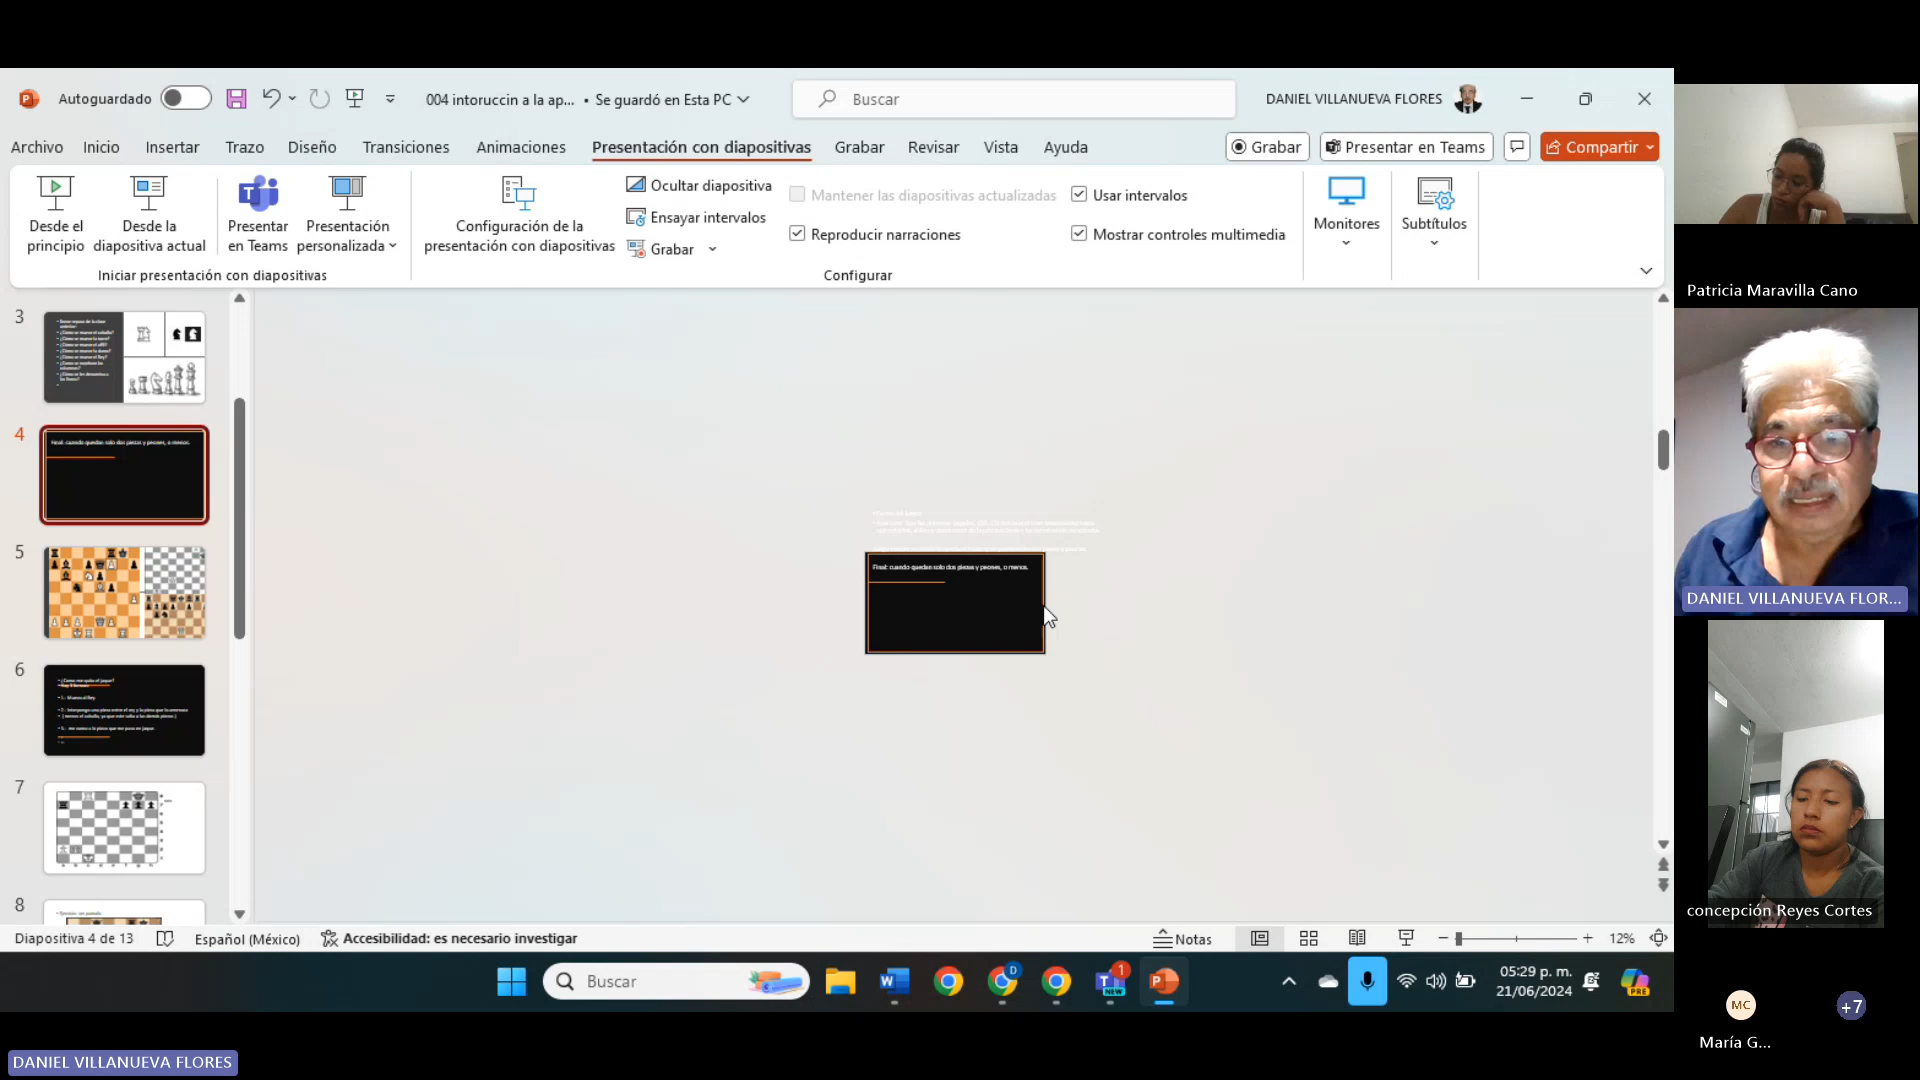 Autoguardado
004 intoruccin a la ap... • Se guardó en Esta PC
Buscar
DANIEL VILLANUEVA FLORES
Archivo Inicio Insertar Trazo Diseño Transiciones Animaciones Presentación con diapositivas Grabar Revisar Vista Ayuda
Grabar
Presentar en Teams
Compartir
Desde el principio
Desde la diapositiva actual
Presentar en Teams
Presentación personalizada
Iniciar presentación con diapositivas
Configuración de la presentación con diapositivas
Ocultar diapositiva
Ensayar intervalos
Grabar
Mantener las diapositivas actualizadas
Reproducir narraciones
Usar intervalos
Mostrar controles multimedia
Configurar
Monitores
Subtítulos
3
4
Final: cuando quedan solo dos piezas y peones, o menos.
5
6
7
8
Final: cuando quedan solo dos piezas y peones, o menos.
Diapositiva 4 de 13
Español (México)
Accesibilidad: es necesario investigar
Notas
12%
Buscar
05:29 p. m.
21/06/2024
Patricia Maravilla Cano
DANIEL VILLANUEVA FLOR...
concepción Reyes Cortes
MC
+7
María G...
DANIEL VILLANUEVA FLORES